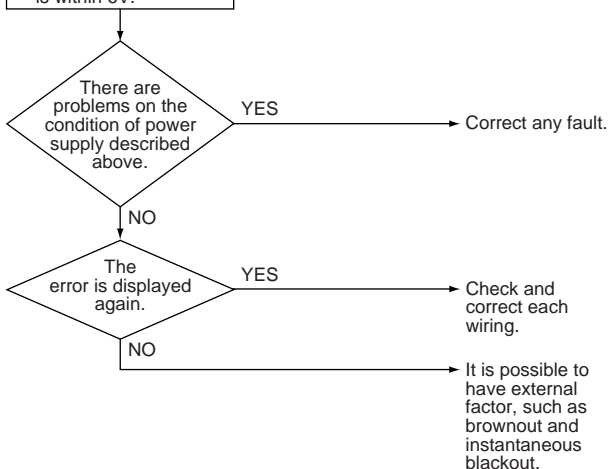 is within 6V.
There are
problems on the
condition of power
supply described
above.
YES
Correct any fault.
NO
The
error is displayed
again.
YES
Check and
correct each
wiring.
NO
It is possible to
have external
factor, such as
brownout and
instantaneous
blackout.